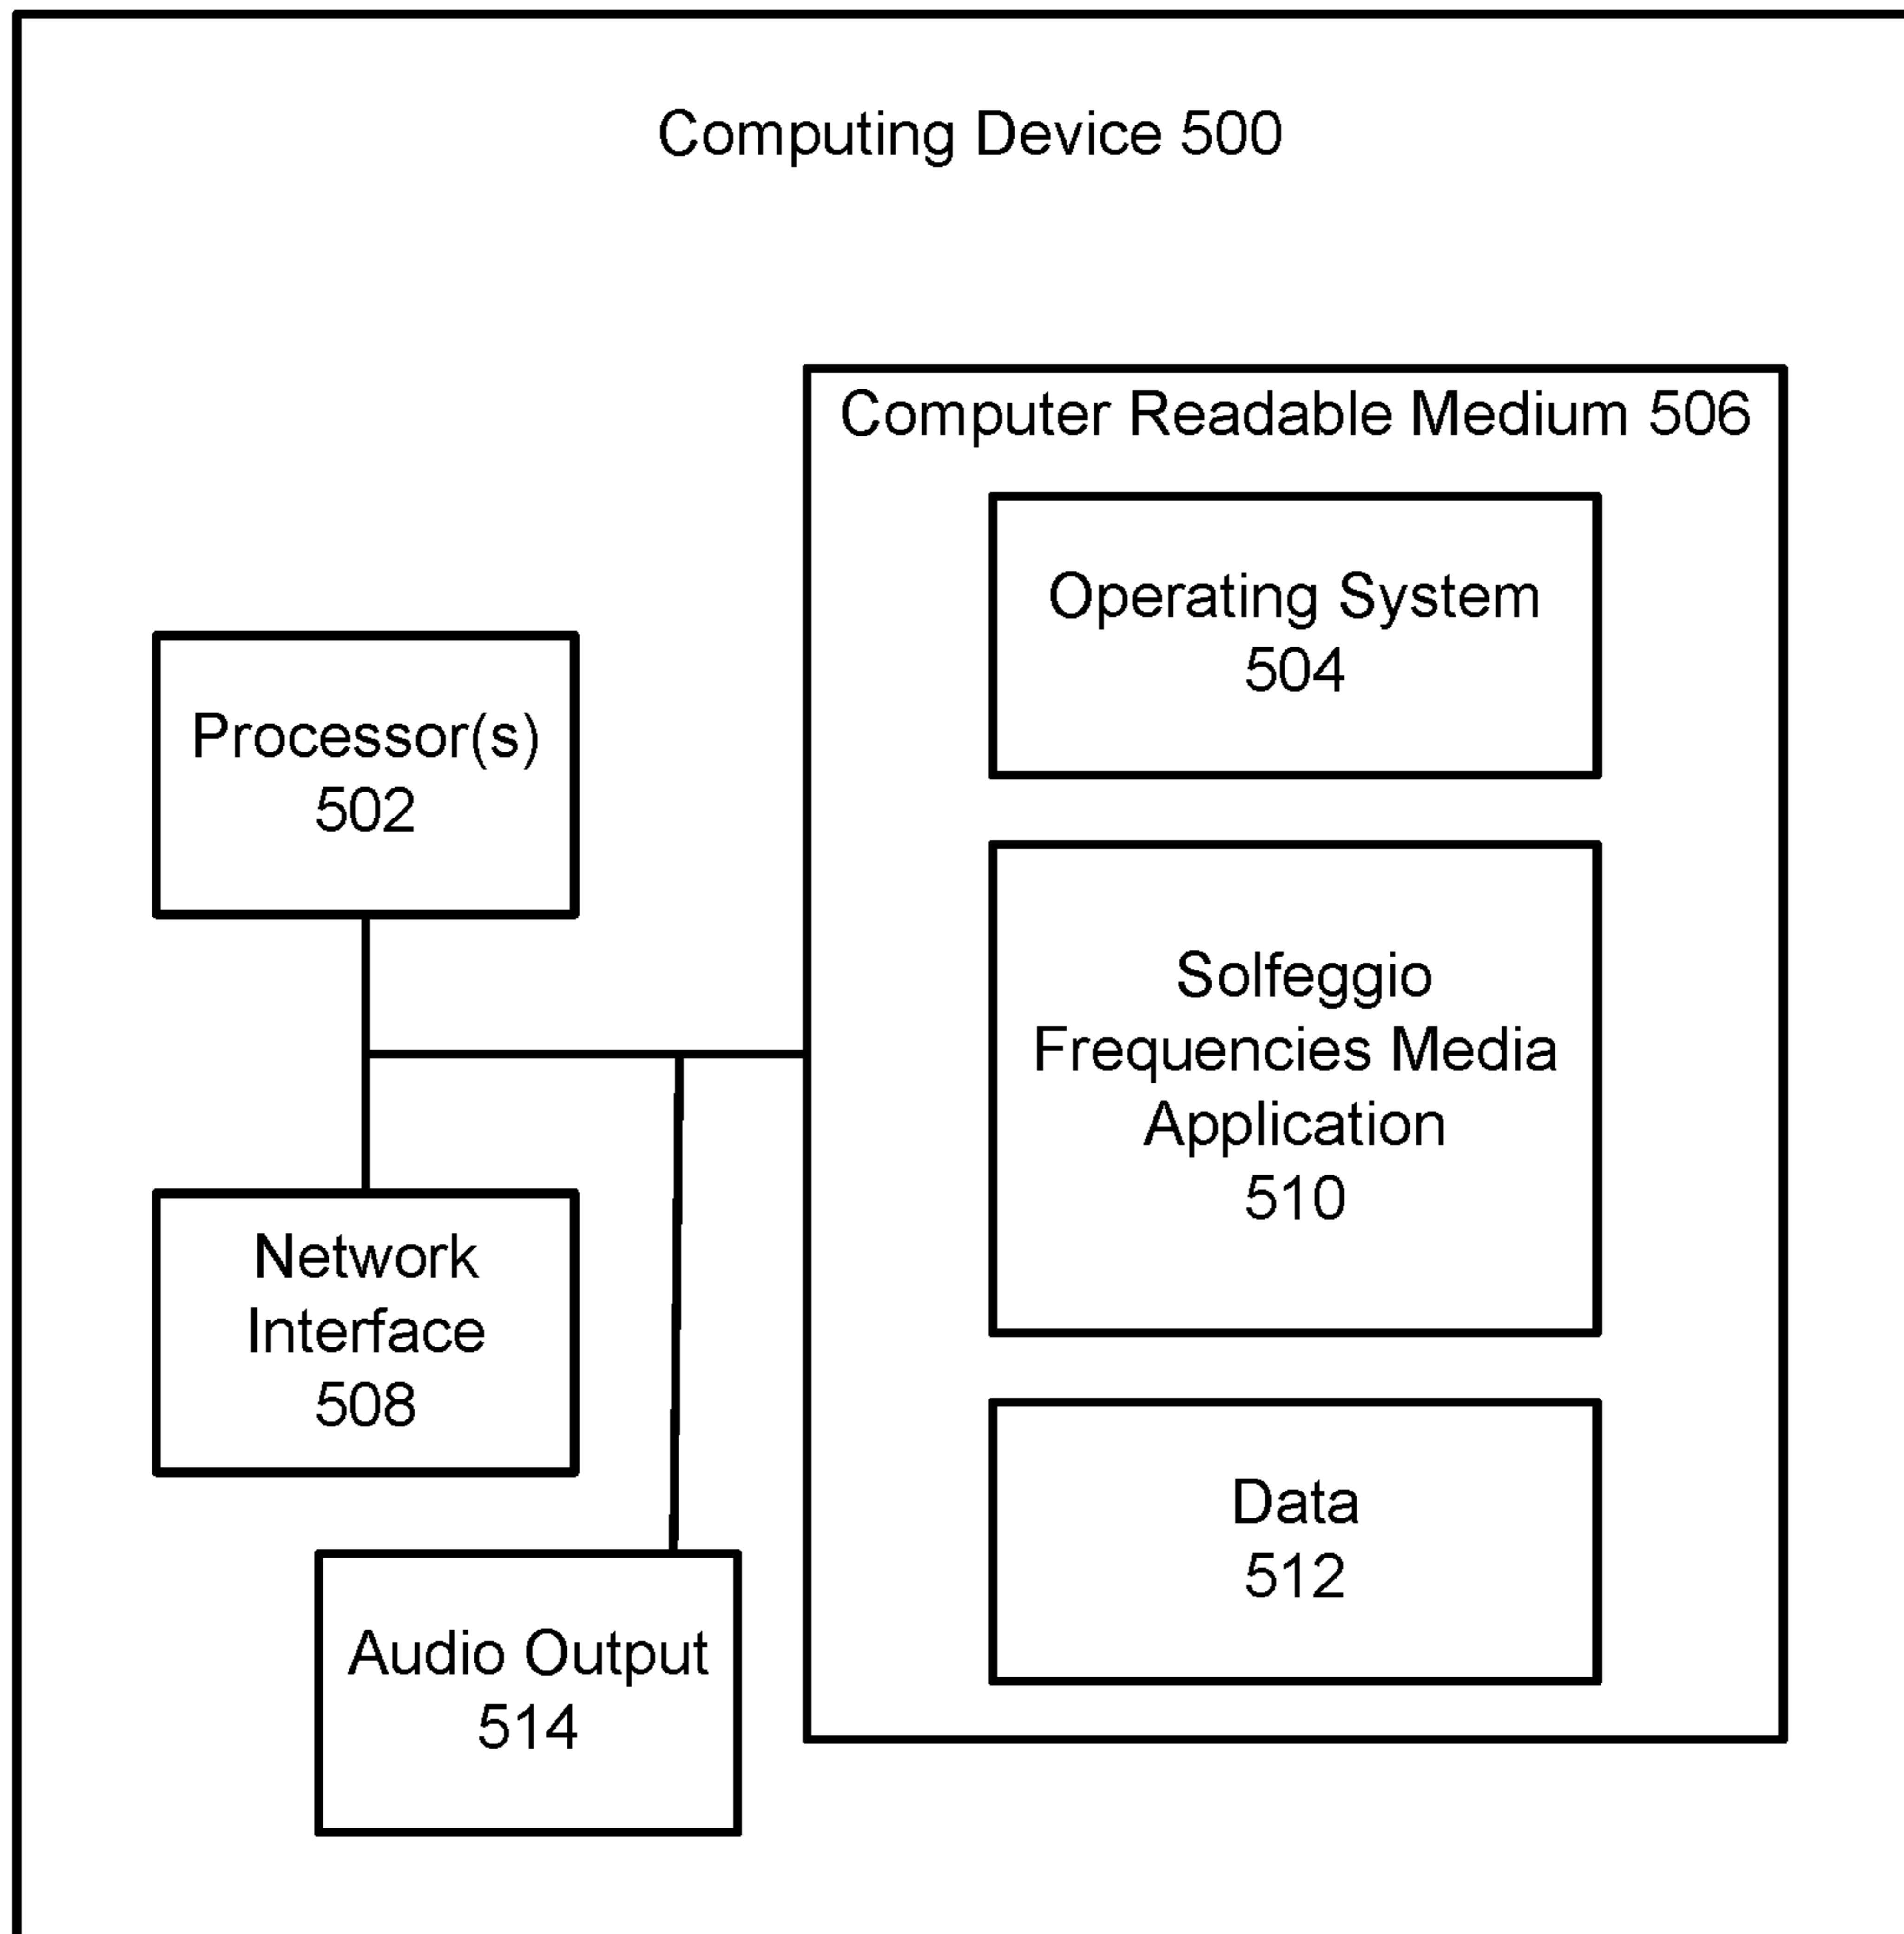 Computing Device 500
Computer Readable Medium 506
Operating System
504
Processor(s)
502
Solfeggio
Frequencies Media
Application
510
Network
Interface
508
Data
512
Audio Output
514